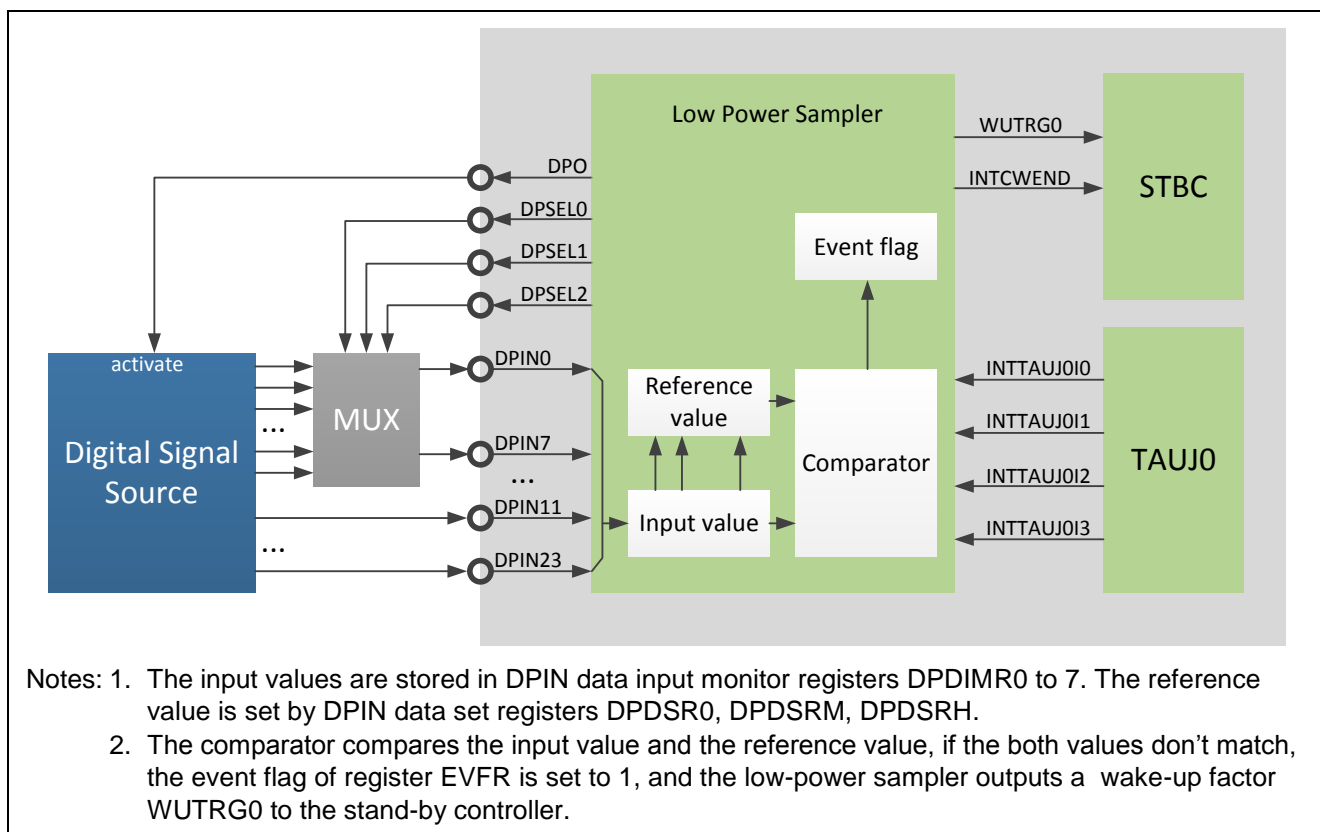 Low Power Sampler
WUTRG0
INTCWEND
STBC
DPO
DPSEL0
DPSEL1
DPSEL2
Event flag
activate
Digital Signal
Source
...
...
MUX
DPIN0
DPIN7
...
DPIN11
DPIN23
Reference
value
Input value
Comparator
INTTAUJ0I0
INTTAUJ0I1
INTTAUJ0I2
INTTAUJ0I3
TAUJ0
Notes: 1. The input values are stored in DPIN data input monitor registers DPDIMR0 to 7. The reference
value is set by DPIN data set registers DPDSR0, DPDSRM, DPDSRH.
2. The comparator compares the input value and the reference value, if the both values don't match,
the event flag of register EVFR is set to 1, and the low-power sampler outputs a wake-up factor
WUTRG0 to the stand-by controller.